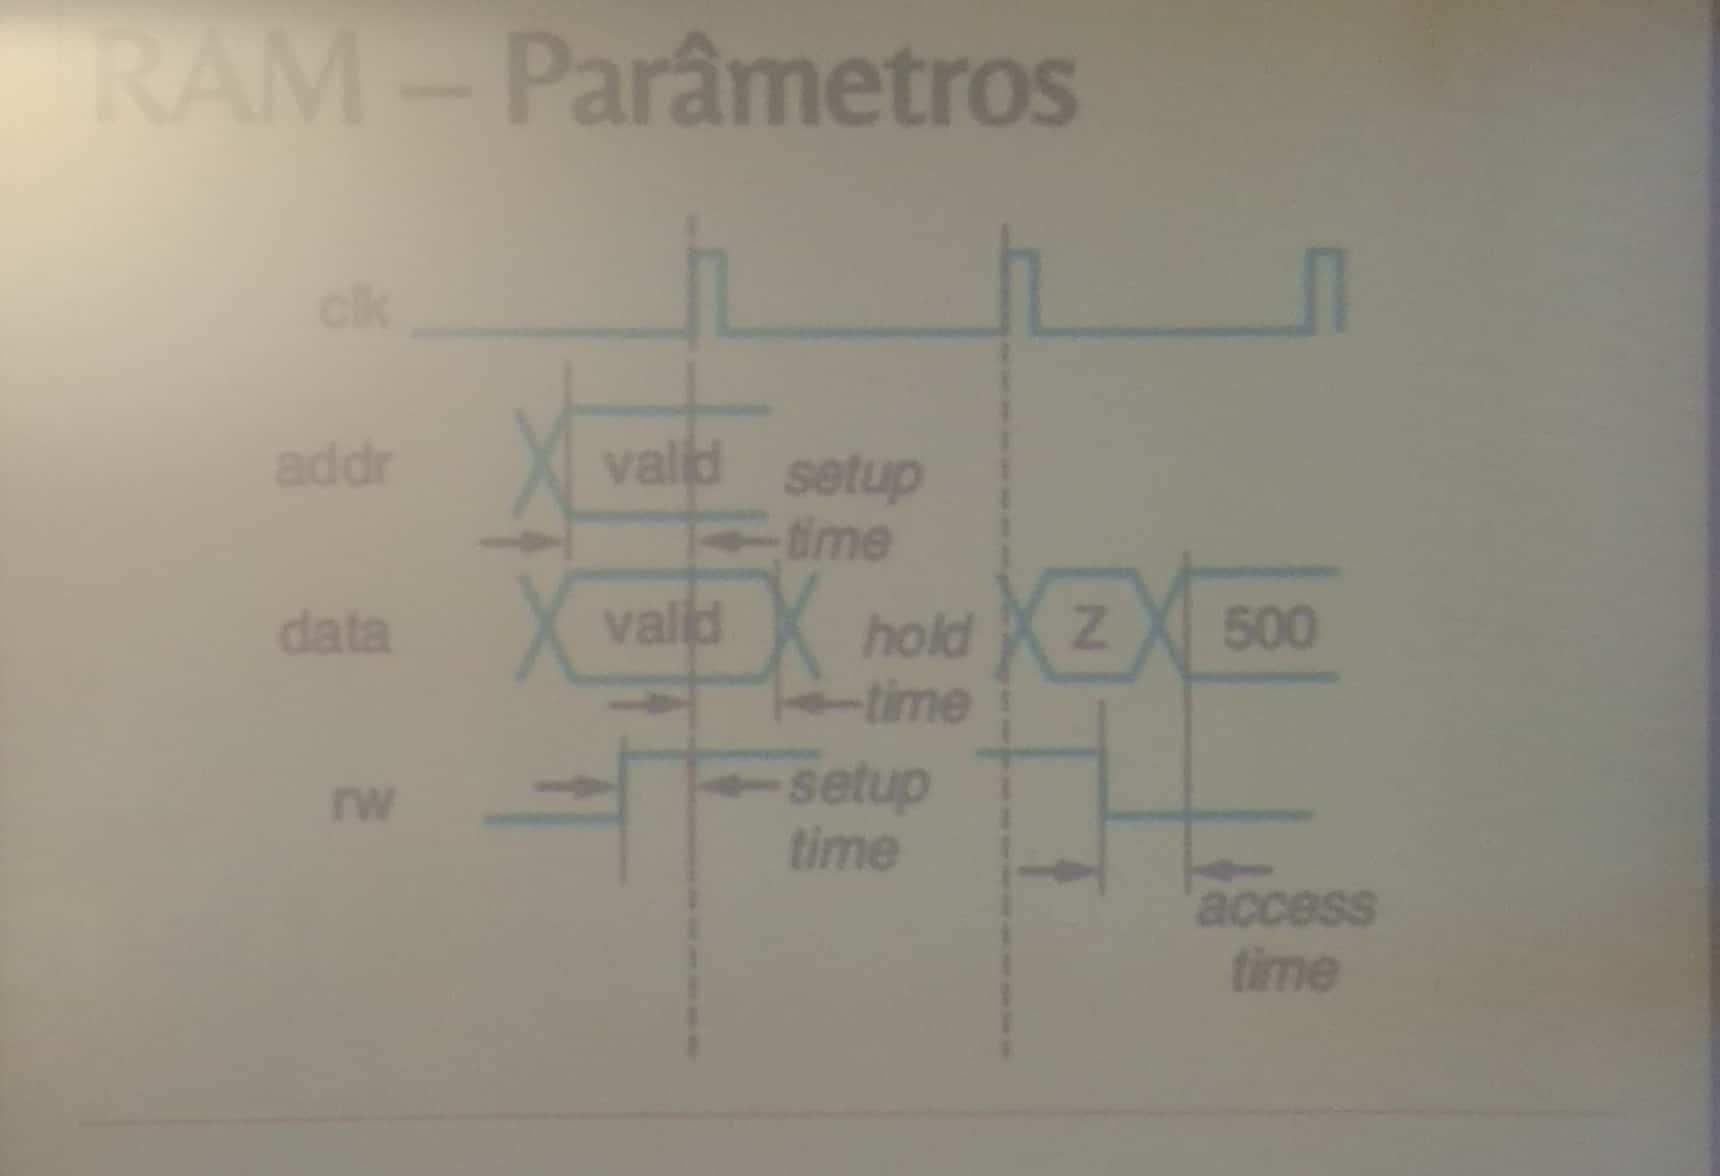 RAM – Parâmetros
clk
addr
valid
setup
time
data
valid
hold
time
Z
500
rw
setup
time
access
time